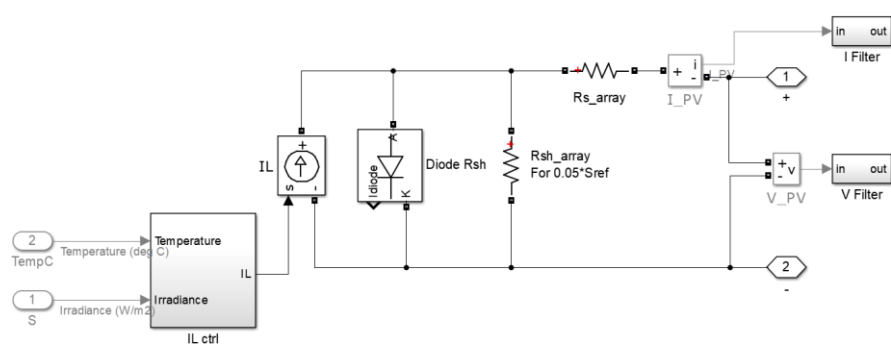 in out
I Filter
+ i
-
I_PV
I_PV
1
+
Rs_array
+
IL
s -
A
Idiode
K
Diode Rsh
Rsh_array
For 0.05*Sref
+
- v
V_PV
in out
V Filter
2
TempC
Temperature (deg C)
Temperature
IL
1
S
Irradiance (W/m2)
Irradiance
IL ctrl
2
-